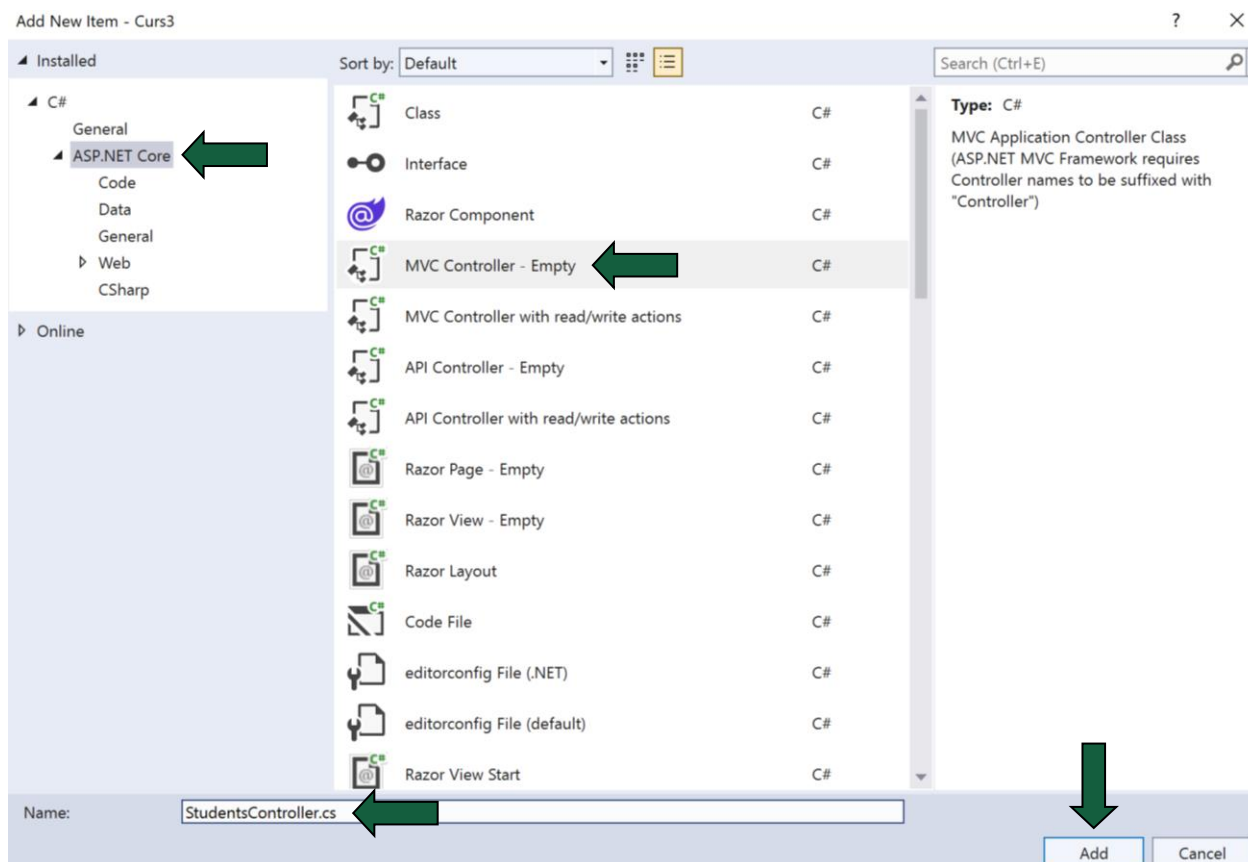 Add New Item - Curs3
?
Installed
C#
General
ASP.NET Core
Code
Data
General
Web
CSharp
Online
Sort by: Default
Class C#
Interface C#
Razor Component C#
MVC Controller - Empty C#
MVC Controller with read/write actions C#
API Controller - Empty C#
API Controller with read/write actions C#
Razor Page - Empty C#
Razor View - Empty C#
Razor Layout C#
Code File C#
editorconfig File (.NET) C#
editorconfig File (default) C#
Razor View Start C#
Search (Ctrl+E)
Type: C#
MVC Application Controller Class
(ASP.NET MVC Framework requires
Controller names to be suffixed with
"Controller")
Name: StudentsController.cs
Add Cancel